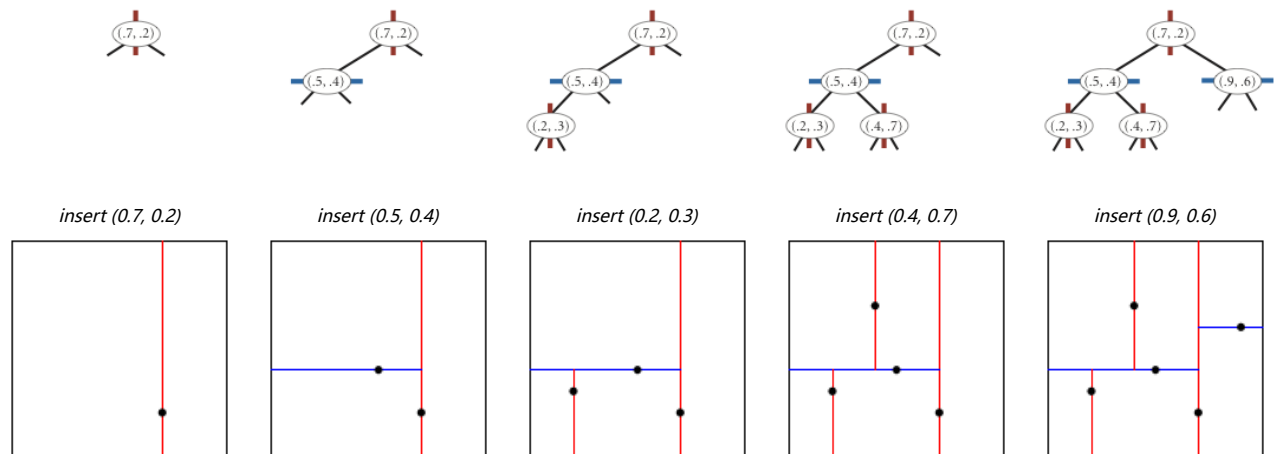 (.7, .2)
(.7, .2)
(.5, .4)
(.7, .2)
(.5, .4)
(.2, .3)
(.7, .2)
(.5, .4)
(.2, .3) (.4, .7)
(.7, .2)
(.5, .4) (.9, .6)
(.2, .3) (.4, .7)
insert (0.7, 0.2)
insert (0.5, 0.4)
insert (0.2, 0.3)
insert (0.4, 0.7)
insert (0.9, 0.6)